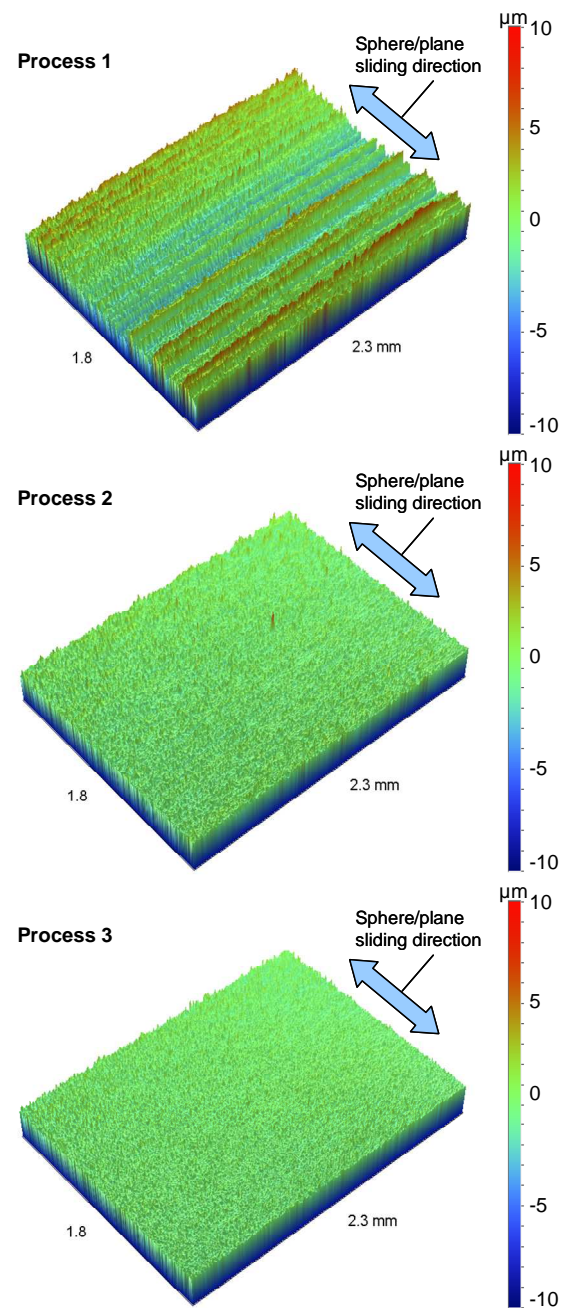 µm
10
Process 1
Sphere/plane
sliding direction
5
0
-5
-10
1.8
2.3 mm
µm
10
Process 2
Sphere/plane
sliding direction
5
0
-5
-10
1.8
2.3 mm
µm
10
Process 3
Sphere/plane
sliding direction
5
0
-5
-10
1.8
2.3 mm